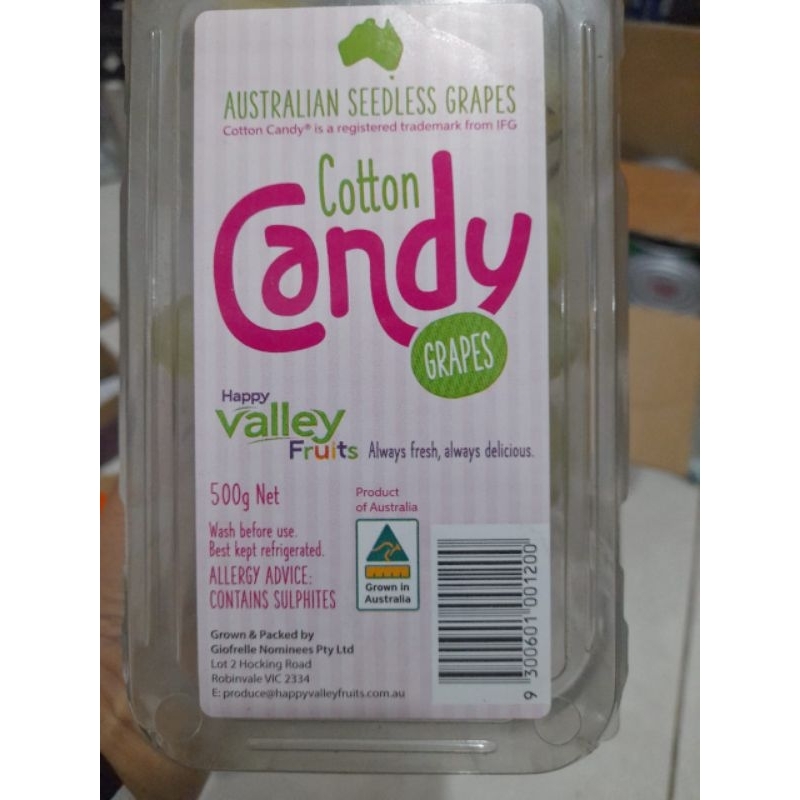 AUSTRALIAN SEEDLESS GRAPES
Cotton Candy® is a registered trademark from IFG
Cotton
Candy
GRAPES
Happy
Valley
Fruits
Always fresh, always delicious.
500g Net
Wash before use.
Best kept refrigerated.
ALLERGY ADVICE:
CONTAINS SULPHITES
Product
of Australia
Grown in
Australia
Grown & Packed by
Giofrelle Nominees Pty Ltd
Lot 2 Hocking Road
Robinvale VIC 2334
E: produce@happyvalleyfruits.com.au
9 300601 001200